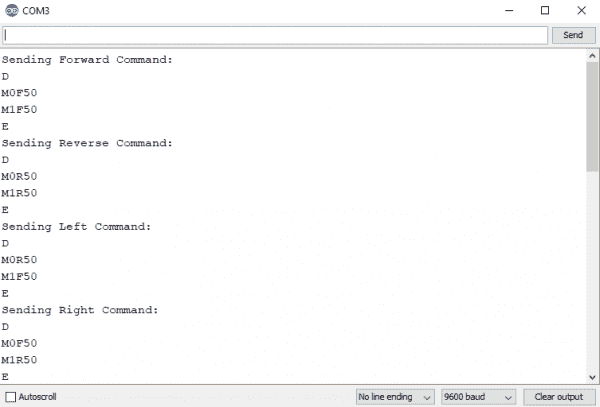 COM3
Send
Sending Forward Command:
D
M0F50
M1F50
E
Sending Reverse Command:
D
M0R50
M1R50
E
Sending Left Command:
D
M0R50
M1F50
E
Sending Right Command:
D
M0F50
M1R50
E
Autoscroll
No line ending
9600 baud
Clear output